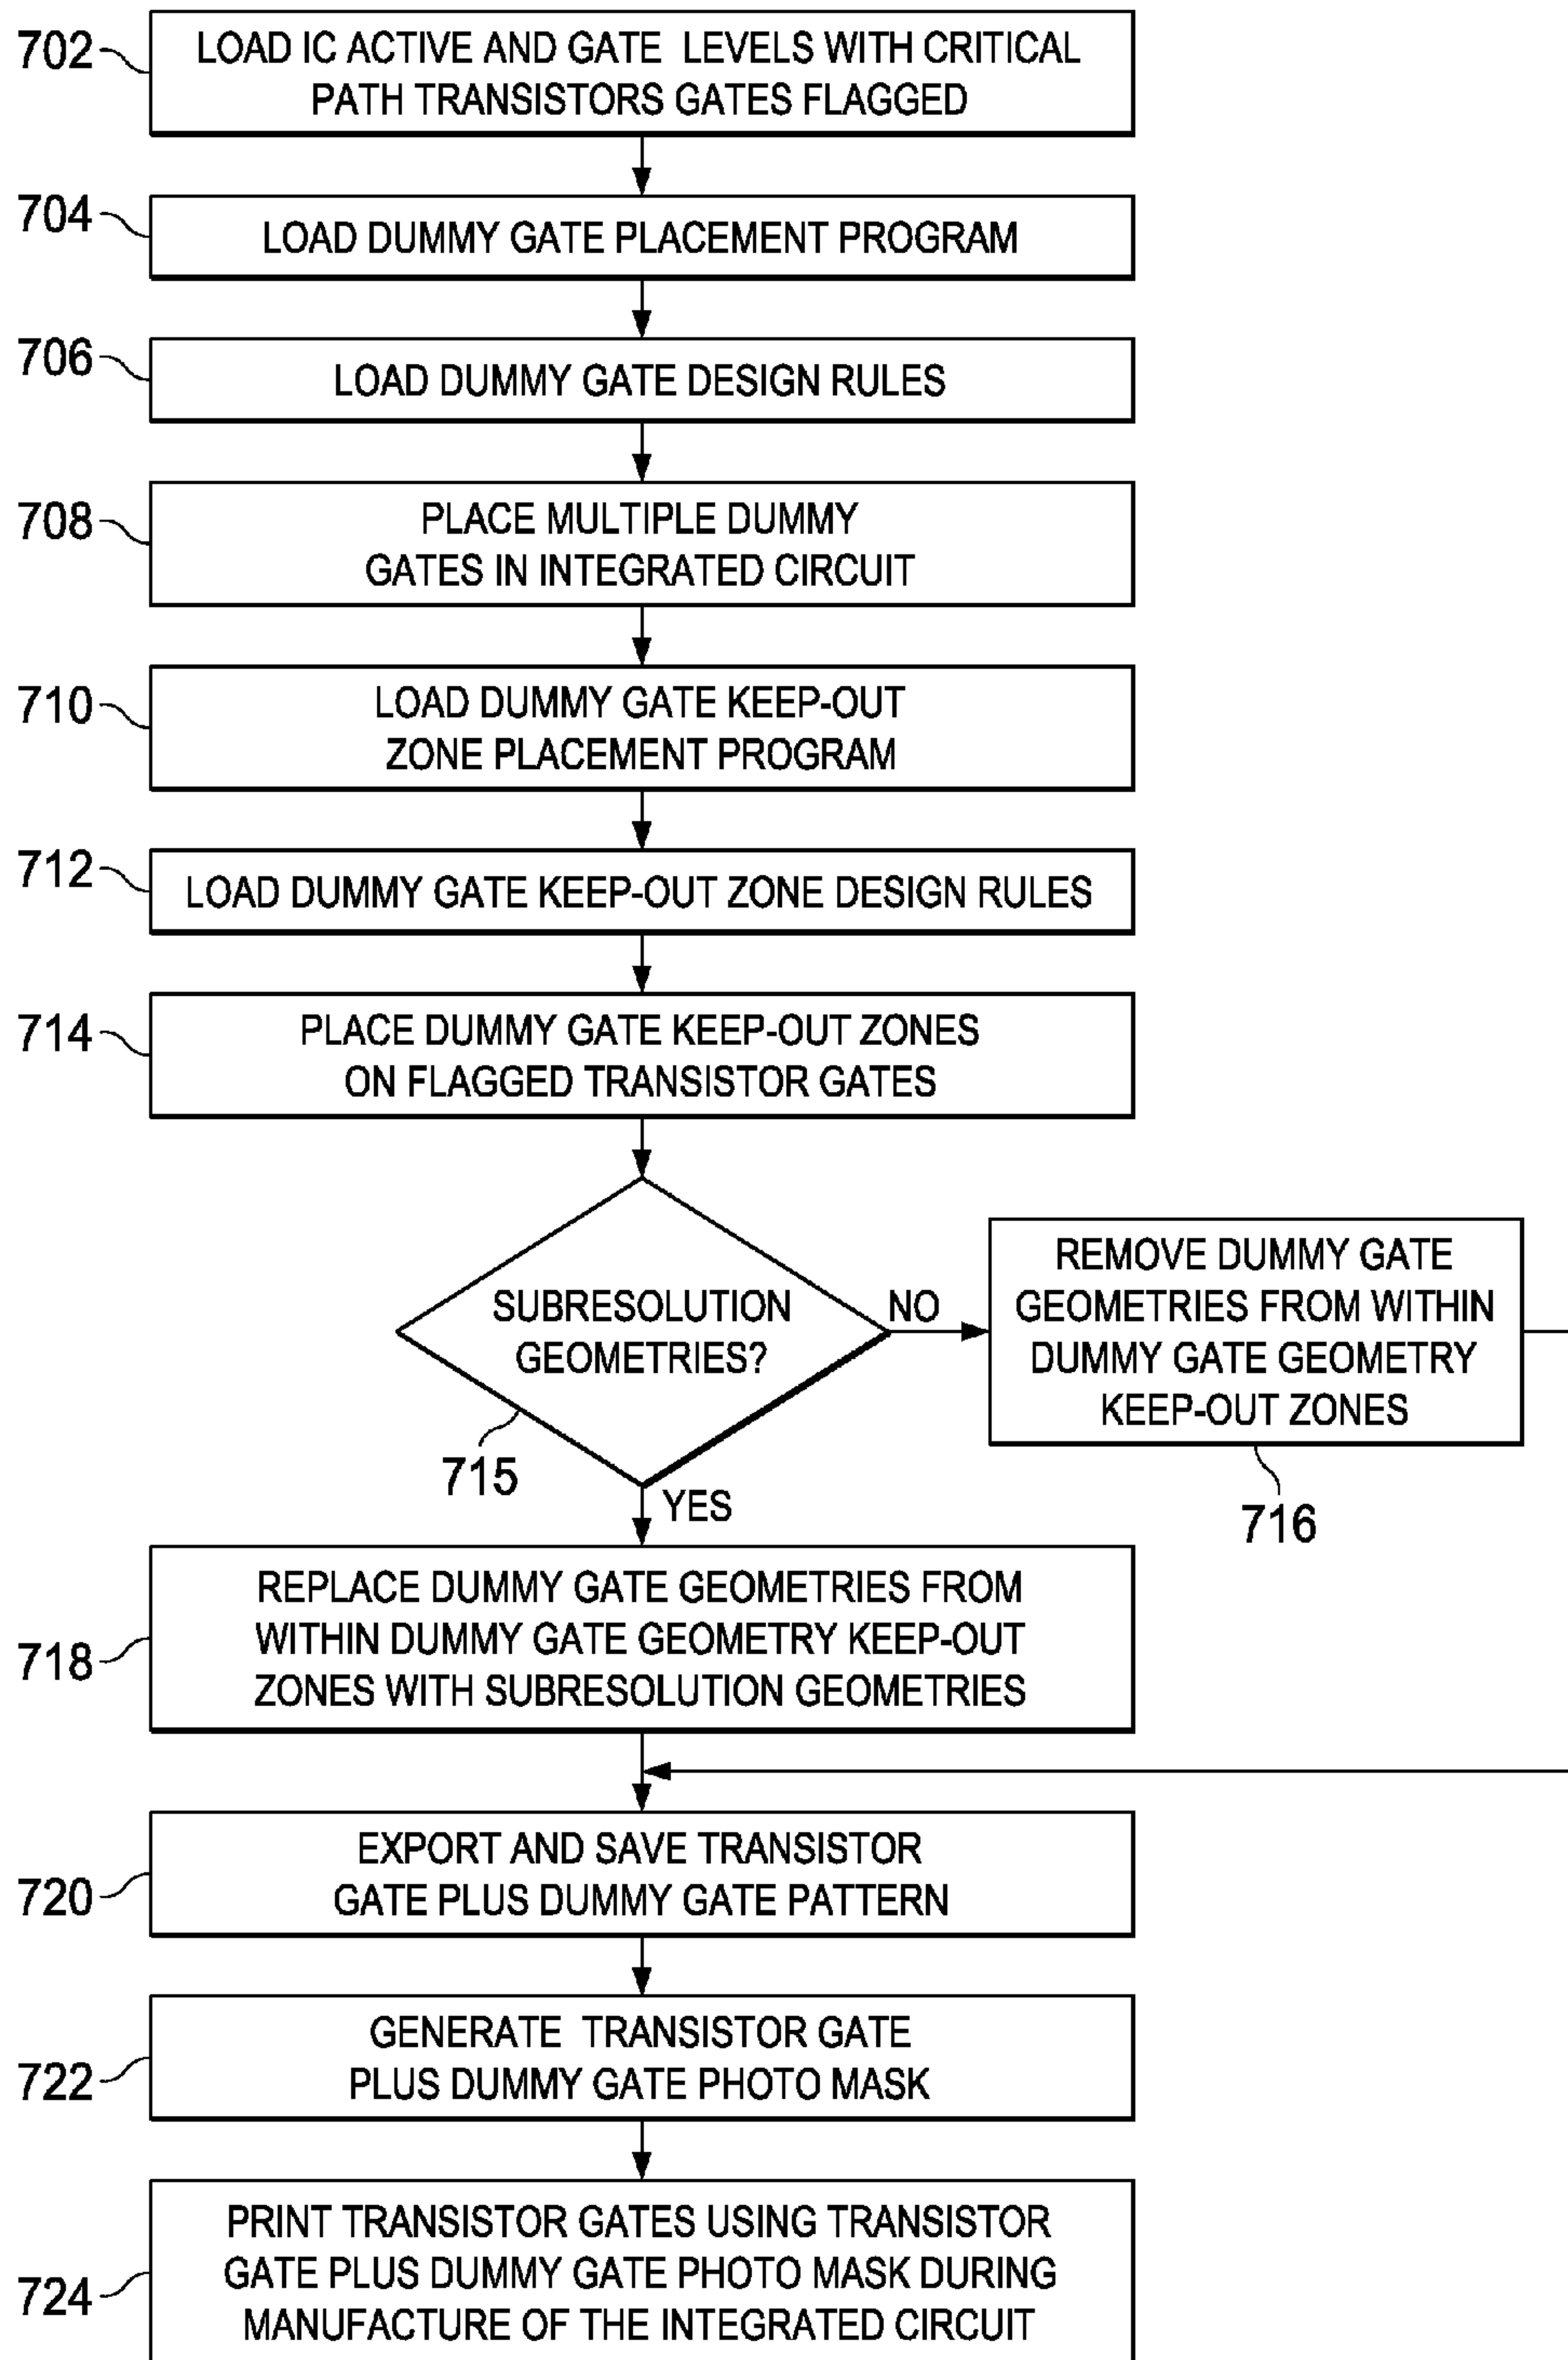 702
LOAD IC ACTIVE AND GATE LEVELS WITH CRITICAL
PATH TRANSISTORS GATES FLAGGED
704
LOAD DUMMY GATE PLACEMENT PROGRAM
706
LOAD DUMMY GATE DESIGN RULES
708
PLACE MULTIPLE DUMMY
GATES IN INTEGRATED CIRCUIT
710
LOAD DUMMY GATE KEEP-OUT
ZONE PLACEMENT PROGRAM
712
LOAD DUMMY GATE KEEP-OUT ZONE DESIGN RULES
714
PLACE DUMMY GATE KEEP-OUT ZONES
ON FLAGGED TRANSISTOR GATES
SUBRESOLUTION
GEOMETRIES?
715
NO
REMOVE DUMMY GATE
GEOMETRIES FROM WITHIN
DUMMY GATE GEOMETRY
KEEP-OUT ZONES
716
YES
718
REPLACE DUMMY GATE GEOMETRIES FROM
WITHIN DUMMY GATE GEOMETRY KEEP-OUT
ZONES WITH SUBRESOLUTION GEOMETRIES
720
EXPORT AND SAVE TRANSISTOR
GATE PLUS DUMMY GATE PATTERN
722
GENERATE TRANSISTOR GATE
PLUS DUMMY GATE PHOTO MASK
724
PRINT TRANSISTOR GATES USING TRANSISTOR
GATE PLUS DUMMY GATE PHOTO MASK DURING
MANUFACTURE OF THE INTEGRATED CIRCUIT